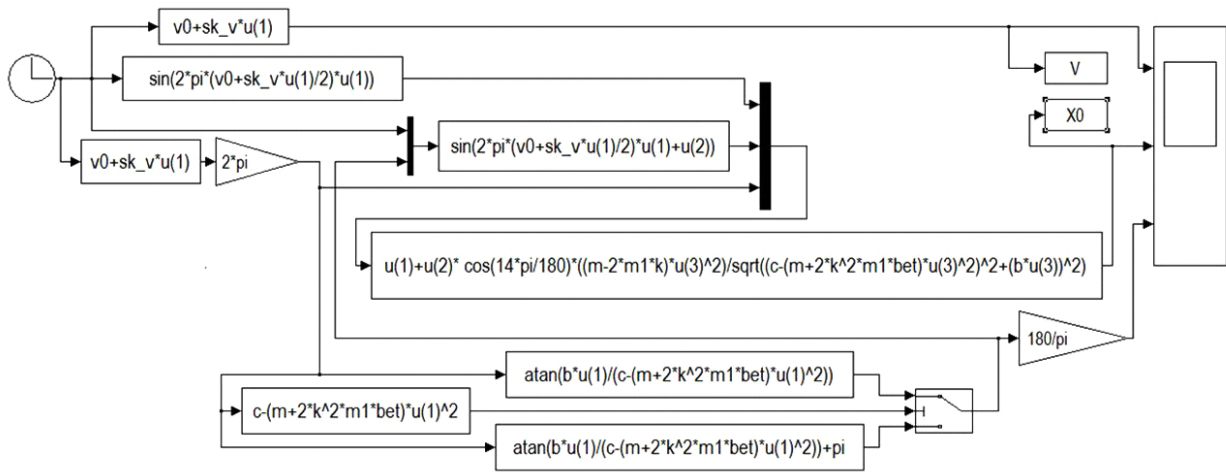 v0+sk_v*u(1)
sin(2*pi*(v0+sk_v*u(1)/2)*u(1))
V
X0
sin(2*pi*(v0+sk_v*u(1)/2)*u(1)+u(2))
v0+sk_v*u(1)
2*pi
u(1)+u(2)* cos(14*pi/180)*((m-2*m1*k)*u(3)^2)/sqrt((c-(m+2*k^2*m1*bet)*u(3)^2)^2+(b*u(3))^2)
180/pi
atan(b*u(1)/(c-(m+2*k^2*m1*bet)*u(1)^2))
c-(m+2*k^2*m1*bet)*u(1)^2
atan(b*u(1)/(c-(m+2*k^2*m1*bet)*u(1)^2))+pi